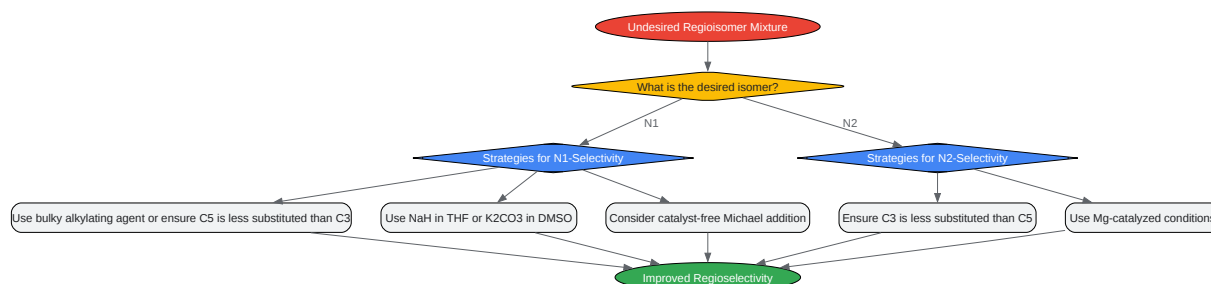 Undesired Regioisomer Mixture
What is the desired isomer?
N1
N2
Strategies for N1-Selectivity
Strategies for N2-Selectivity
Use bulky alkylating agent or ensure C5 is less substituted than C3
Use NaH in THF or K2CO3 in DMSO
Consider catalyst-free Michael addition
Ensure C3 is less substituted than C5
Use Mg-catalyzed conditions
Improved Regioselectivity